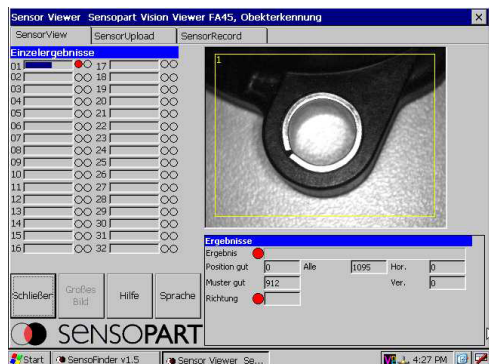 Sensor Viewer Sensopart Vision Viewer FA45, Obekterkennung
SensorView SensorUpload SensorRecord
Einzelergebnisse
01 17
02 18
03 19
04 20
05 21
06 22
07 23
08 24
09 25
10 26
11 27
12 28
13 29
14 30
15 31
16 32
1
Ergebnisse
Ergebnis
Position gut 0 Alle 1095 Hor. 0
Muster gut 912 Ver. 0
Richtung
Schließen Großes Bild Hilfe Sprache
SENSOPART
Start SensoFinder v1.5 Sensor Viewer Se... 4:27 PM